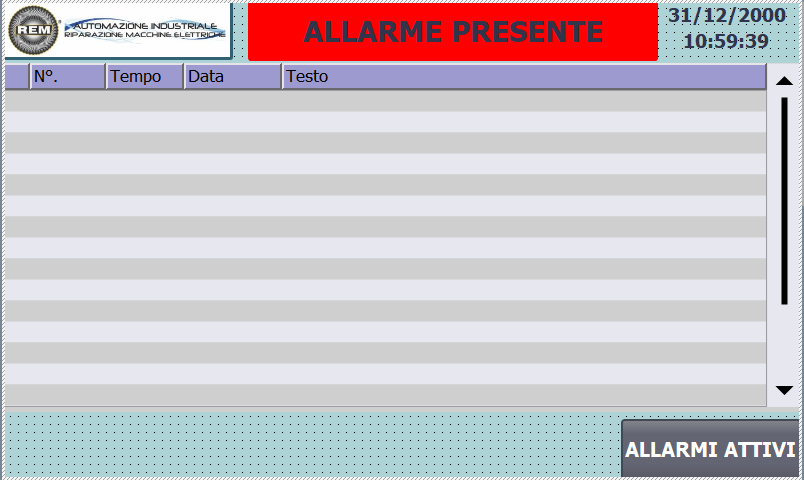 REM
AUTOMAZIONE INDUSTRIALE
RIPARAZIONE MACCHINE ELETTRICHE
ALLARME PRESENTE
31/12/2000
10:59:39
N°. Tempo Data Testo
ALLARMI ATTIVI